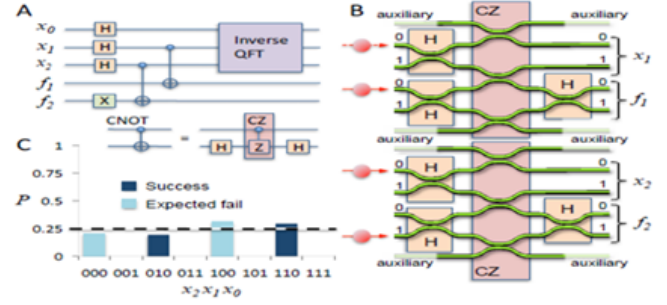 A
x₀ H
x₁ H
x₂ H
f₁
f₂ X
Inverse
QFT
CNOT = CZ
H Z H
C
P
1
0.75
0.5
0.25
0
Success
Expected fail
000 001 010 011 100 101 110 111
x₂x₁x₀
B
auxiliary CZ auxiliary
0 H 0
1 1
x₁
0 H 0
1 H 1
f₁
auxiliary auxiliary
0 H 0
1 1
x₂
0 H 0
1 H 1
f₂
auxiliary CZ auxiliary